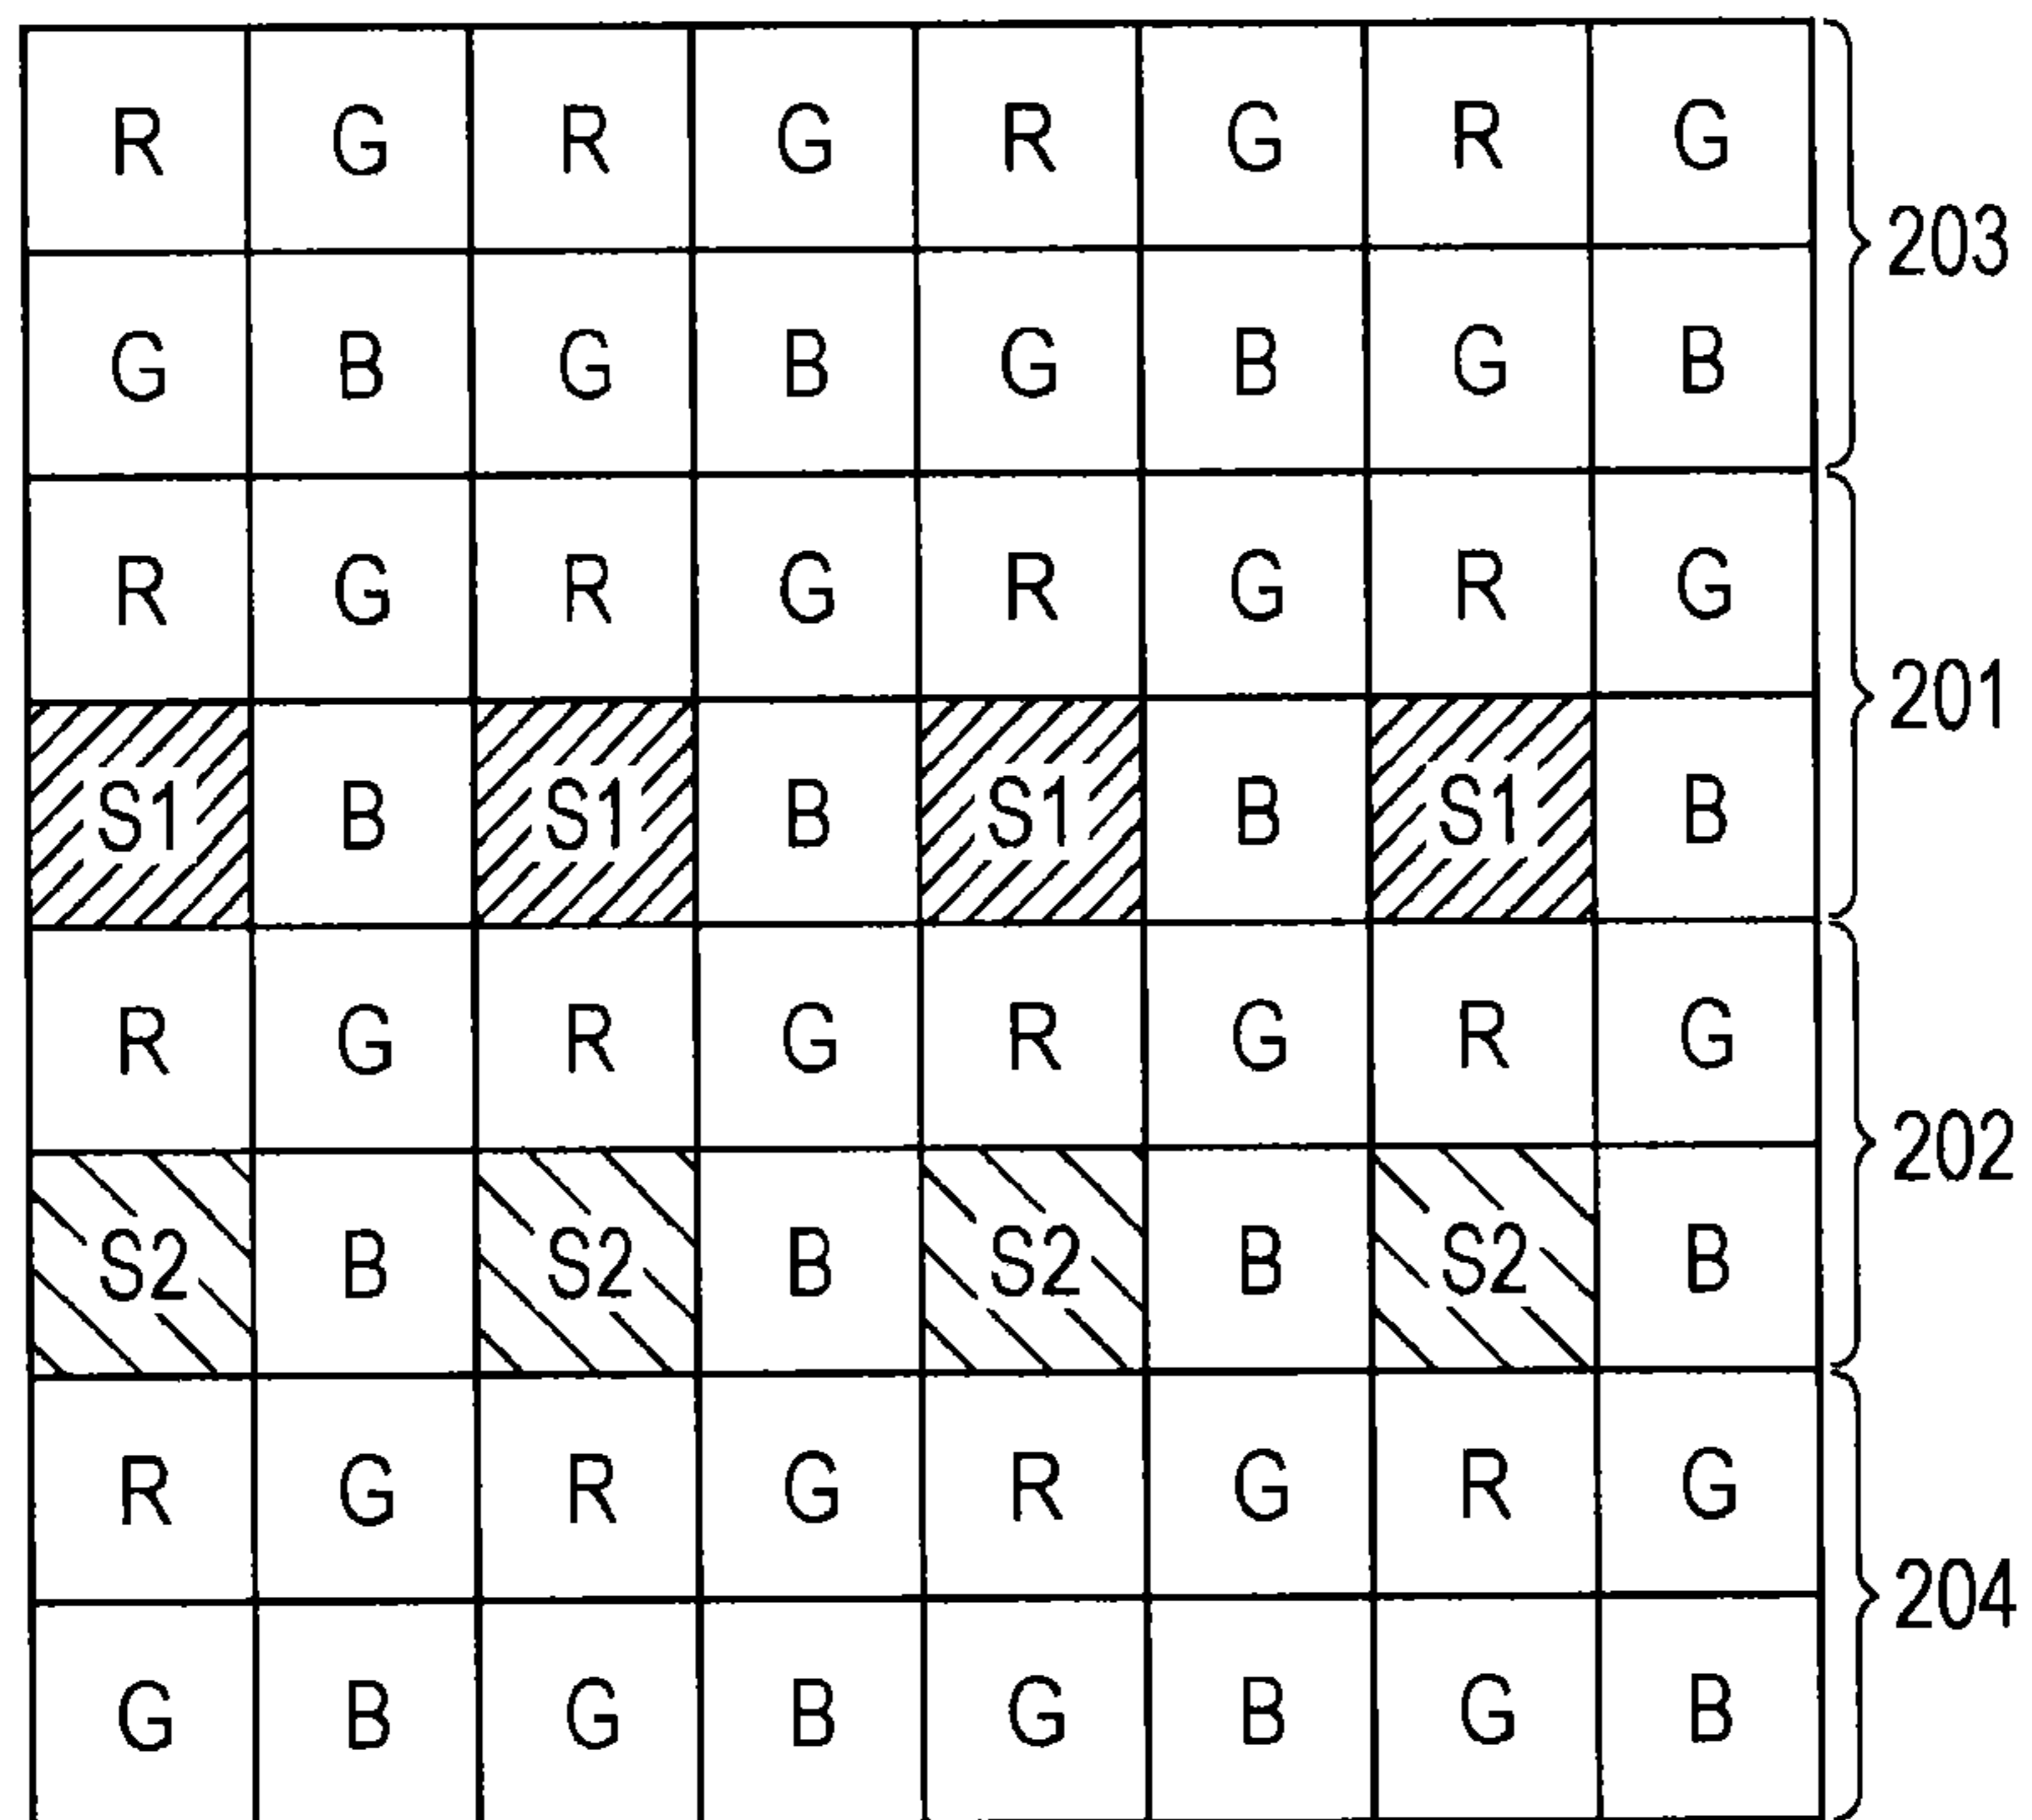 R G R G R G R G
203
G B G B G B G B
R G R G R G R G
201
S1 B S1 B S1 B S1 B
R G R G R G R G
202
S2 B S2 B S2 B S2 B
R G R G R G R G
204
G B G B G B G B